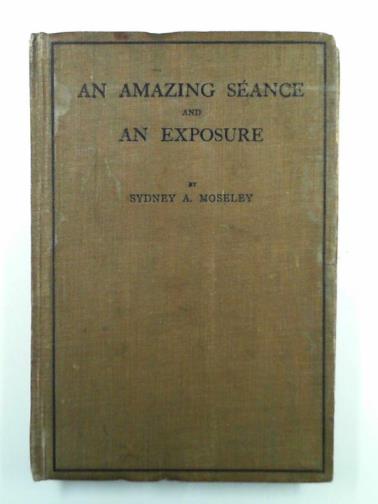 AN AMAZING SÉANCE
AND
AN EXPOSURE
BY
SYDNEY A. MOSELEY